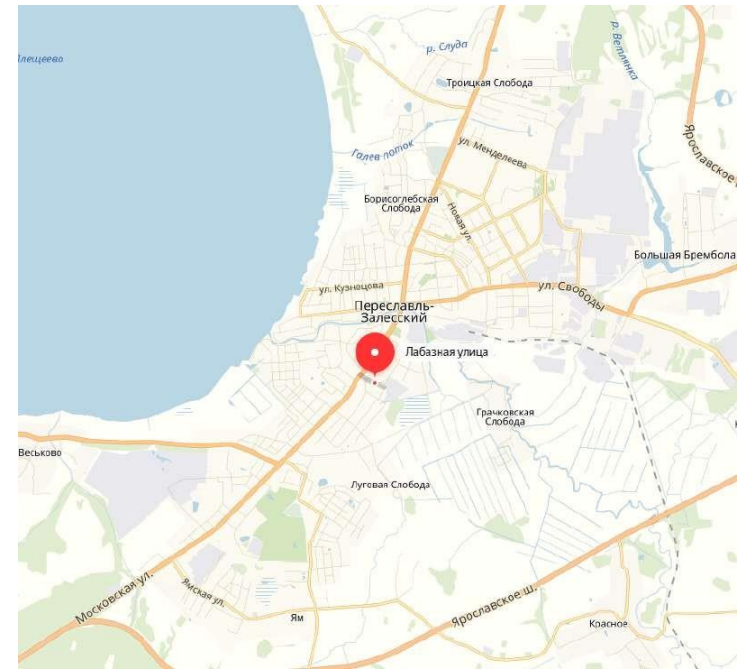 Плещеево
р. Слуда
р. Ветлянка
Троицкая Слобода
Ярославское
Галев поток
ул. Менделеева
Борисоглебская
Слобода
Новая ул.
Большая Брембола
ул. Кузнецова
ул. Свободы
Переславль-
Залесский
Лабазная улица
Грачковская
Слобода
Веськово
Луговая Слобода
Московская ул.
Ямская ул.
Ям
Ярославское ш.
Красное